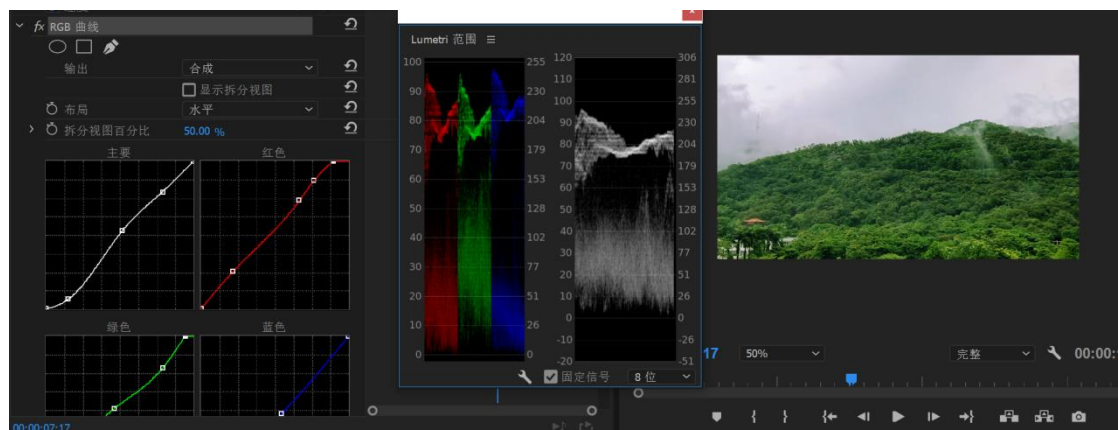 fx RGB 曲线
输出 合成
显示拆分视图
布局 水平
拆分视图百分比 50.00 %
主要 红色
绿色 蓝色
00:00:07:17
Lumetri 范围
100 255 120 306
90 230 110 281
80 204 100 255
70 179 90 230
60 153 80 204
50 128 70 179
40 102 60 153
30 77 50 128
20 51 40 102
10 26 30 77
0 0 20 51
10 26
0 0
-10 -26
-20 -51
固定信号 8 位
17 50% 完整 00:00: